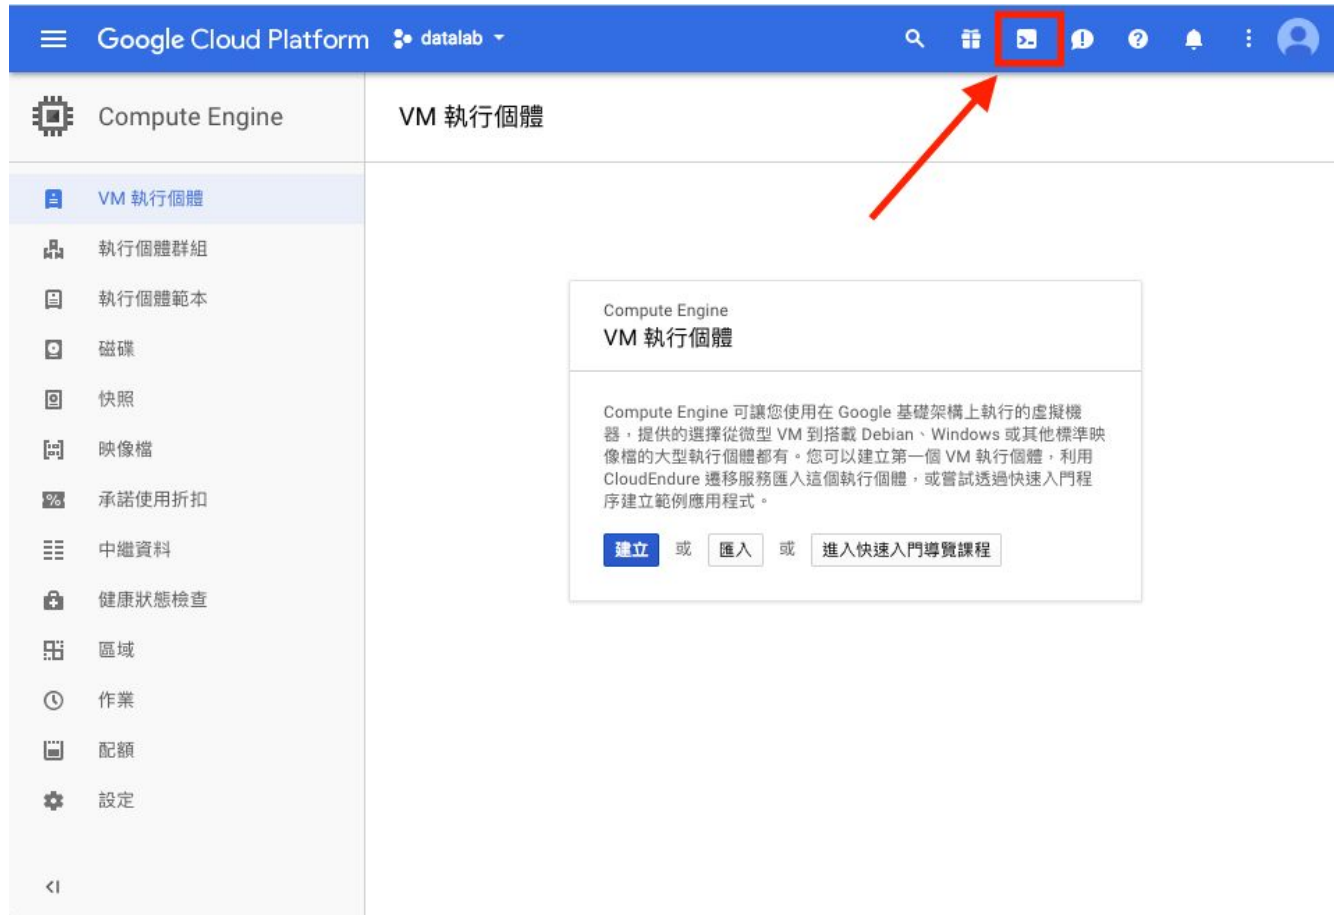 Google Cloud Platform datalab
Compute Engine
VM 執行個體
VM 執行個體
執行個體群組
執行個體範本
磁碟
快照
映像檔
承諾使用折扣
中繼資料
健康狀態檢查
區域
作業
配額
設定
Compute Engine
VM 執行個體
Compute Engine 可讓您使用在 Google 基礎架構上執行的虛擬機
器，提供的選擇從微型 VM 到搭載 Debian、Windows 或其他標準映
像檔的大型執行個體都有。您可以建立第一個 VM 執行個體，利用
CloudEndure 遷移服務匯入這個執行個體，或嘗試透過快速入門程
序建立範例應用程式。
建立 或 匯入 或 進入快速入門導覽課程